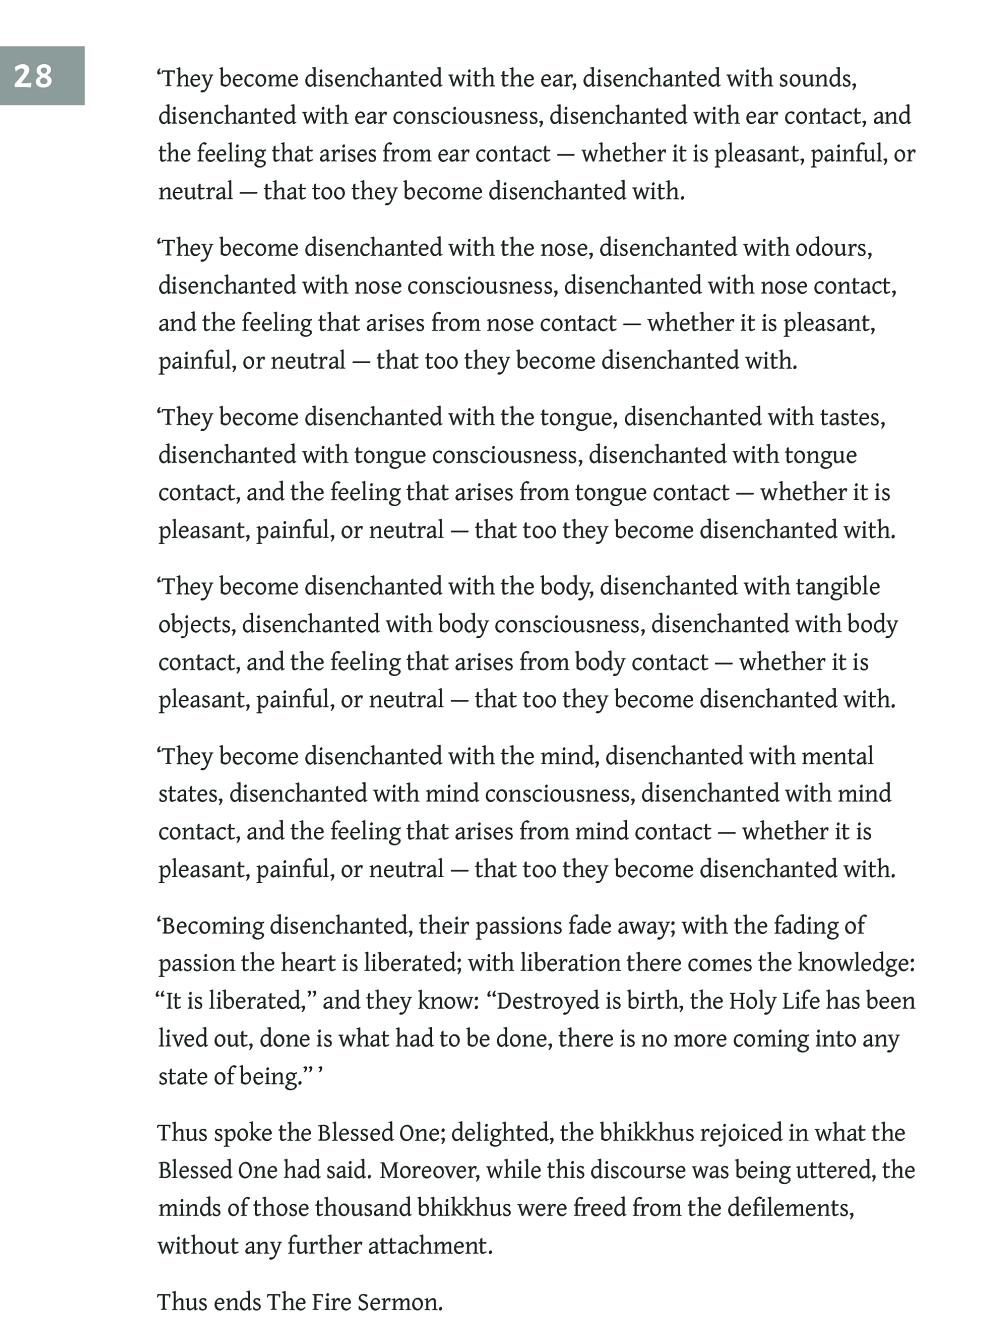 28
‘They become disenchanted with the ear, disenchanted with sounds,
disenchanted with ear consciousness, disenchanted with ear contact, and
the feeling that arises from ear contact — whether it is pleasant, painful, or
neutral — that too they become disenchanted with.
‘They become disenchanted with the nose, disenchanted with odours,
disenchanted with nose consciousness, disenchanted with nose contact,
and the feeling that arises from nose contact — whether it is pleasant,
painful, or neutral — that too they become disenchanted with.
‘They become disenchanted with the tongue, disenchanted with tastes,
disenchanted with tongue consciousness, disenchanted with tongue
contact, and the feeling that arises from tongue contact — whether it is
pleasant, painful, or neutral — that too they become disenchanted with.
‘They become disenchanted with the body, disenchanted with tangible
objects, disenchanted with body consciousness, disenchanted with body
contact, and the feeling that arises from body contact — whether it is
pleasant, painful, or neutral — that too they become disenchanted with.
‘They become disenchanted with the mind, disenchanted with mental
states, disenchanted with mind consciousness, disenchanted with mind
contact, and the feeling that arises from mind contact — whether it is
pleasant, painful, or neutral — that too they become disenchanted with.
‘Becoming disenchanted, their passions fade away; with the fading of
passion the heart is liberated; with liberation there comes the knowledge:
“It is liberated,” and they know: “Destroyed is birth, the Holy Life has been
lived out, done is what had to be done, there is no more coming into any
state of being.” ’
Thus spoke the Blessed One; delighted, the bhikkhus rejoiced in what the
Blessed One had said. Moreover, while this discourse was being uttered, the
minds of those thousand bhikkhus were freed from the defilements,
without any further attachment.
Thus ends The Fire Sermon.